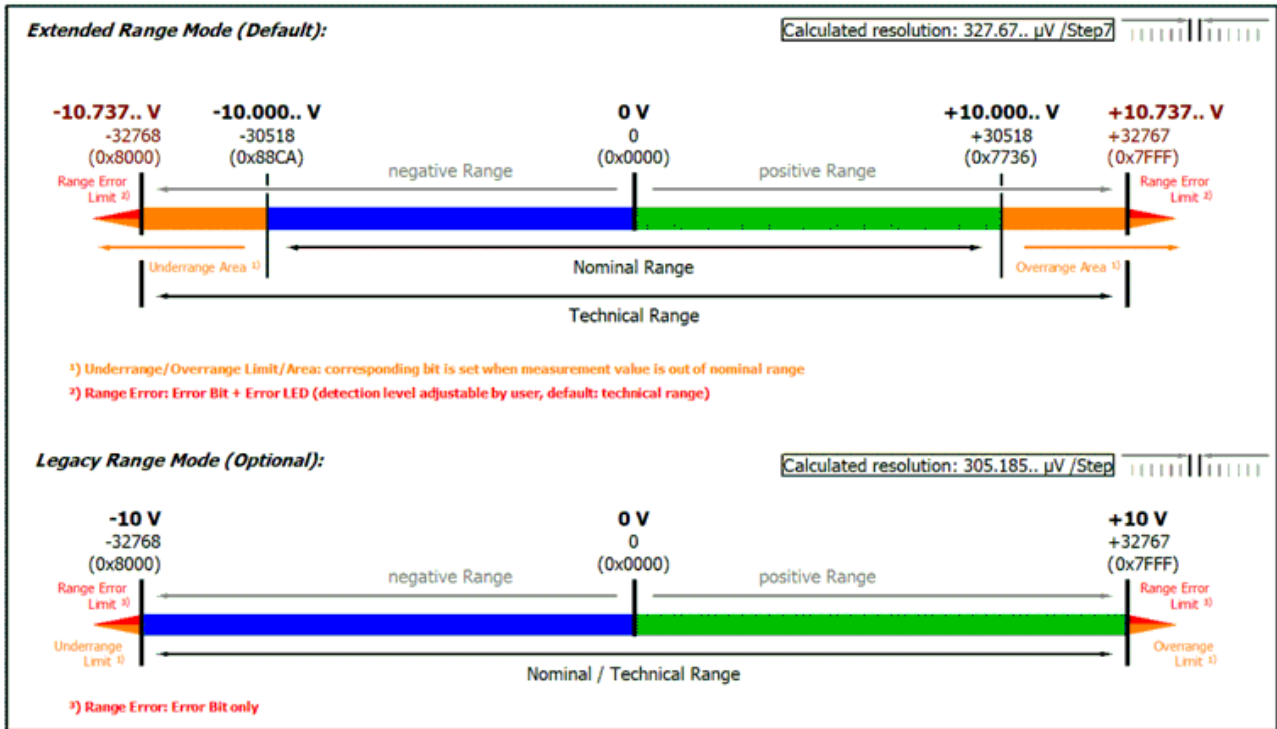 Extended Range Mode (Default):
Calculated resolution: 327.67.. µV /Step7
-10.737.. V -10.000.. V 0 V +10.000.. V +10.737.. V
-32768 -30518 0 +30518 +32767
(0x8000) (0x88CA) (0x0000) (0x7736) (0x7FFF)
negative Range positive Range
Range Error Limit ²⁾
Range Error Limit ²⁾
Underrange Area ¹⁾ Nominal Range Overrange Area ¹⁾
Technical Range
¹) Underrange/Overrange Limit/Area: corresponding bit is set when measurement value is out of nominal range
²) Range Error: Error Bit + Error LED (detection level adjustable by user, default: technical range)
Legacy Range Mode (Optional):
Calculated resolution: 305.185.. µV /Step
-10 V 0 V +10 V
-32768 0 +32767
(0x8000) (0x0000) (0x7FFF)
negative Range positive Range
Range Error Limit ³⁾
Range Error Limit ³⁾
Underrange Limit ¹⁾
Overrange Limit ¹⁾
Nominal / Technical Range
³) Range Error: Error Bit only